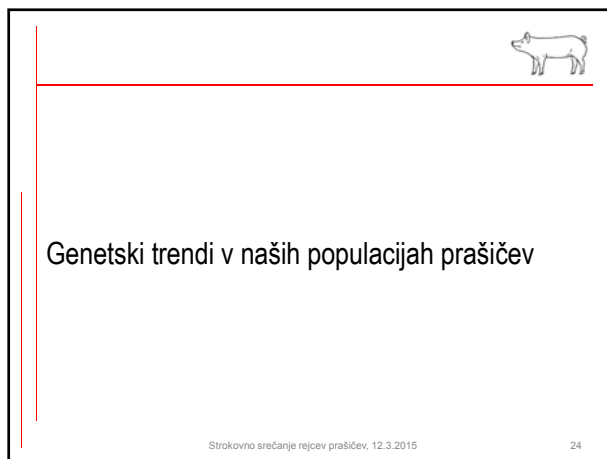 Genetski trendi v naših populacijah prašičev
Strokovno srečanje rejcev prašičev, 12.3.2015
24